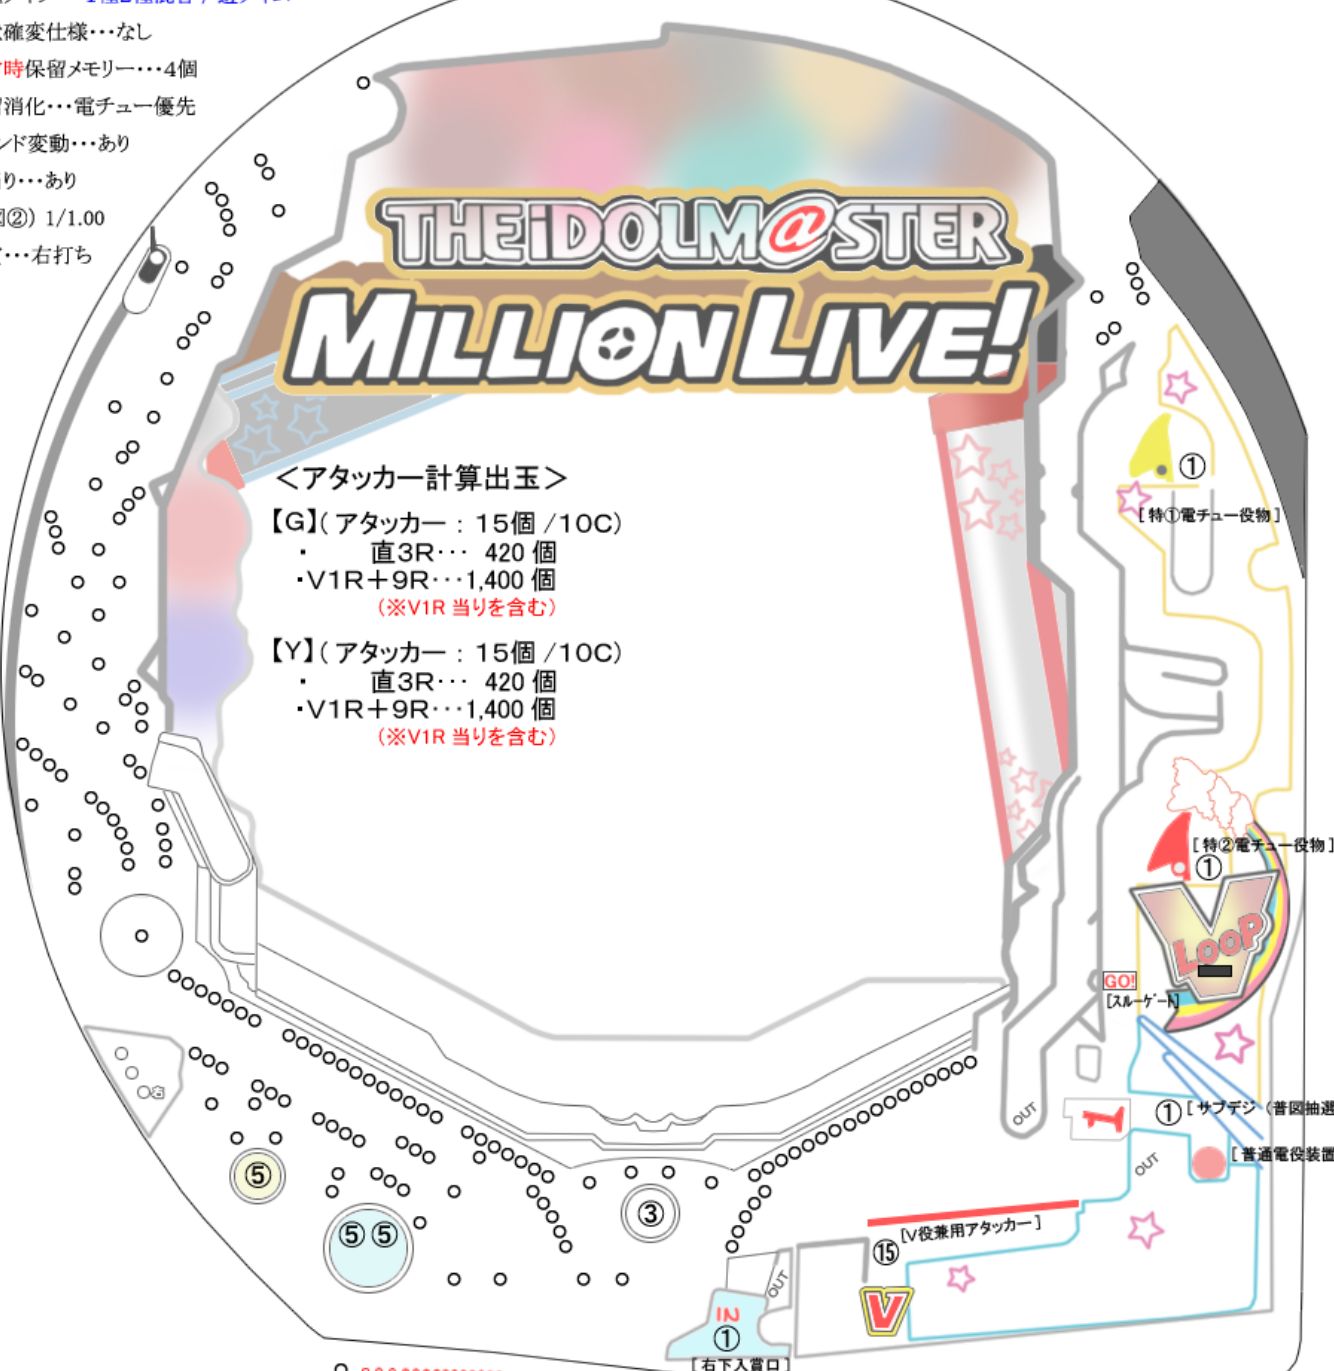 確変仕様・・・なし
時保留メモリー・・・4個
消化・・・電チュー優先
ンド変動・・・あり
り・・・あり
図②) 1/1.00
・・・右打ち
THE iDOLM@STER
MILLION LIVE!
＜アタッカー計算出玉＞
【G】(アタッカー：15個/10C)
・ 直3R・・・ 420 個
・V1R＋9R・・・1,400 個
(※V1R 当りを含む)
【Y】(アタッカー：15個/10C)
・ 直3R・・・ 420 個
・V1R＋9R・・・1,400 個
(※V1R 当りを含む)
①
[特①電チュー役物]
[特②電チュー役物]
①
V LOOP
GO!
[スルーゲート]
OUT
1
① [サブデジ（普図抽選
OUT
[普通電役装置
右
⑤
⑤⑤
③
[V役兼用アタッカー]
⑮
V
OUT
①
[右下入賞口]